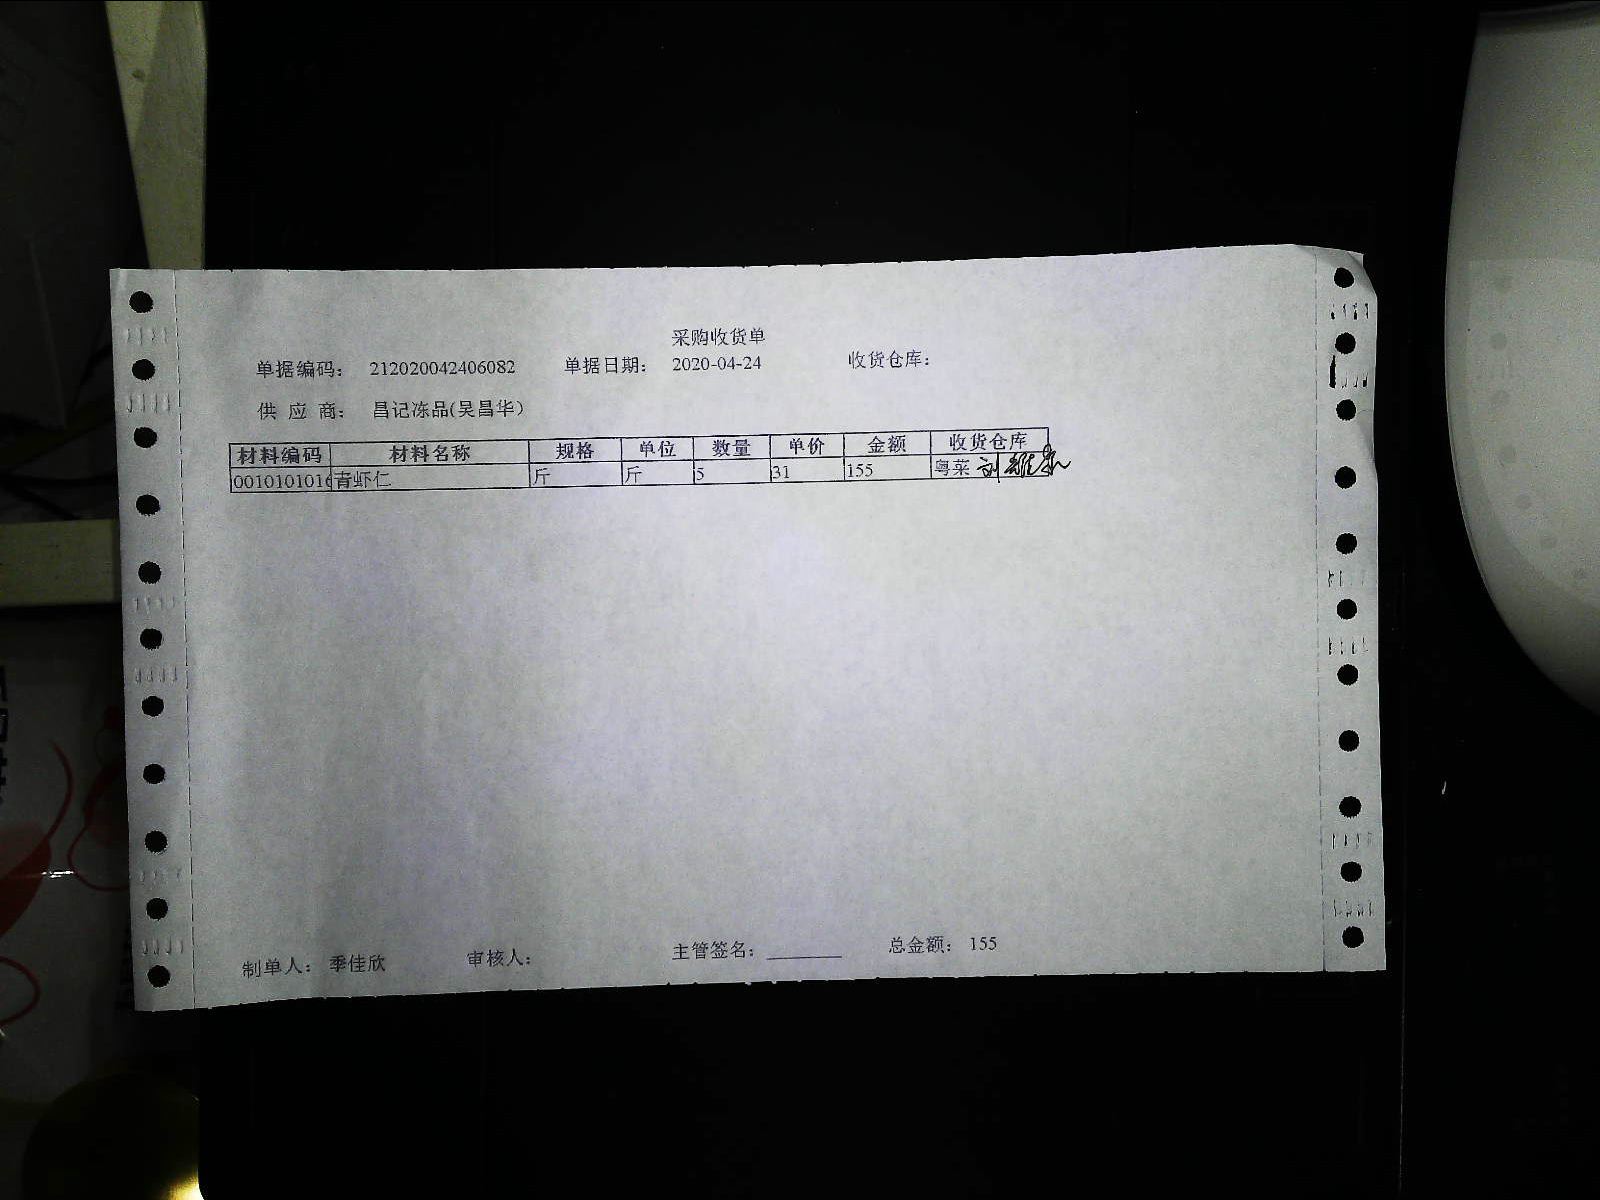 采购收货单
单据编码： 212020042406082 单据日期： 2020-04-24 收货仓库：
供 应 商： 昌记冻品(吴昌华）
材料编码 材料名称 规格 单位 数量 单价 金额 收货仓库
0010101016 青虾仁 斤 斤 5 31 155 粤菜
制单人： 季佳欣 审核人： 主管签名： ________ 总金额： 155